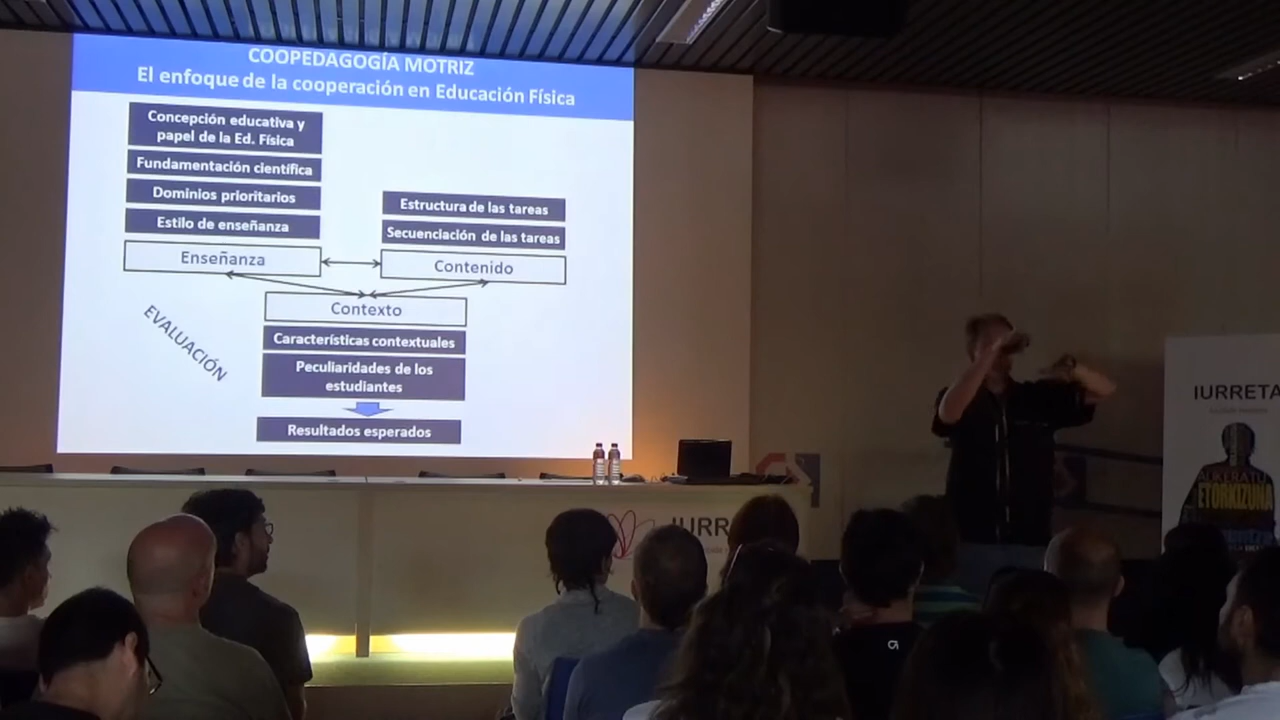 COOPEDAGOGÍA MOTRIZ
El enfoque de la cooperación en Educación Física
Concepción educativa y
papel de la Ed. Física
Fundamentación científica
Dominios prioritarios
Estilo de enseñanza
Enseñanza
Estructura de las tareas
Secuenciación de las tareas
Contenido
Contexto
Características contextuales
Peculiaridades de los
estudiantes
Resultados esperados
EVALUACIÓN
IURRETA
ETORKIZUNA
IURR